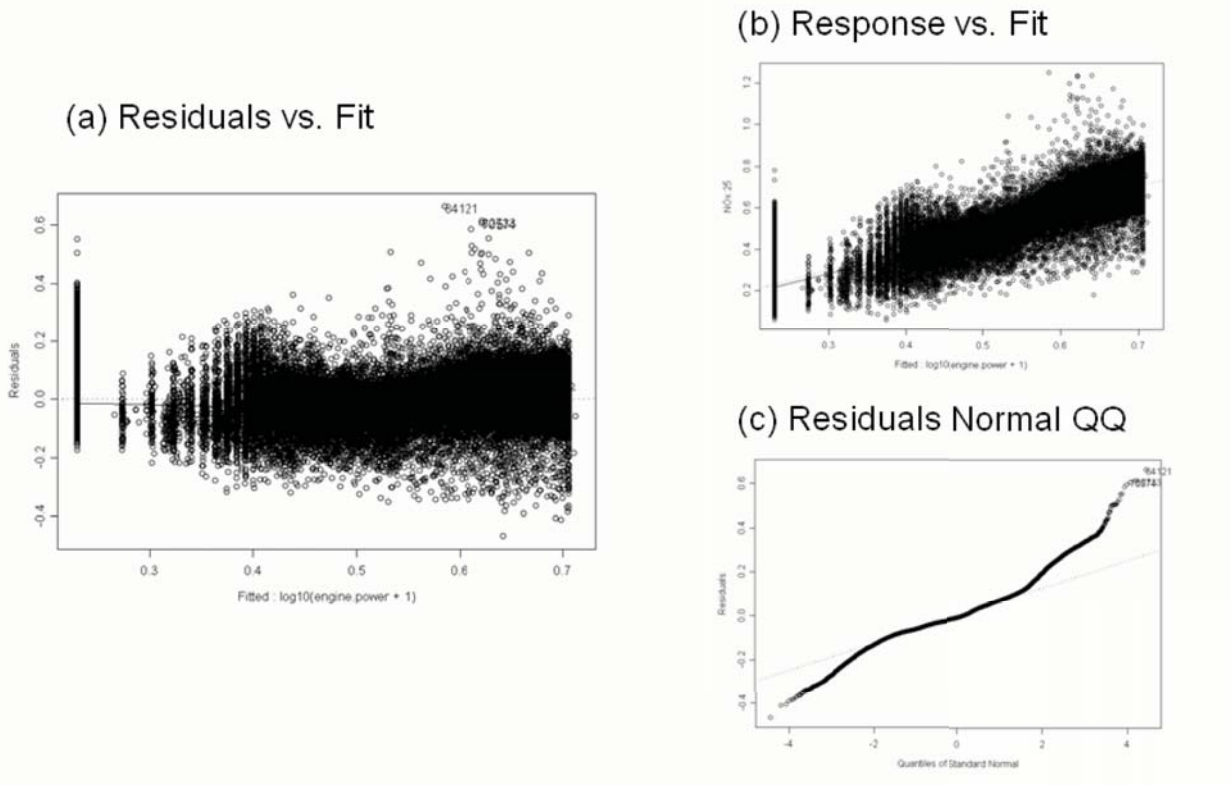 (a) Residuals vs. Fit
64121
Residuals
0.6
0.4
0.2
0.0
-0.2
-0.4
0.3 0.4 0.5 0.6 0.7
Fitted : log10(engine.power + 1)
(b) Response vs. Fit
NOx 25
1.2
1.0
0.8
0.6
0.4
0.2
0.3 0.4 0.5 0.6 0.7
Fitted : log10(engine.power + 1)
(c) Residuals Normal QQ
64121
Residuals
0.6
0.4
0.2
0.0
-0.2
-0.4
-4 -2 0 2 4
Quantiles of Standard Normal